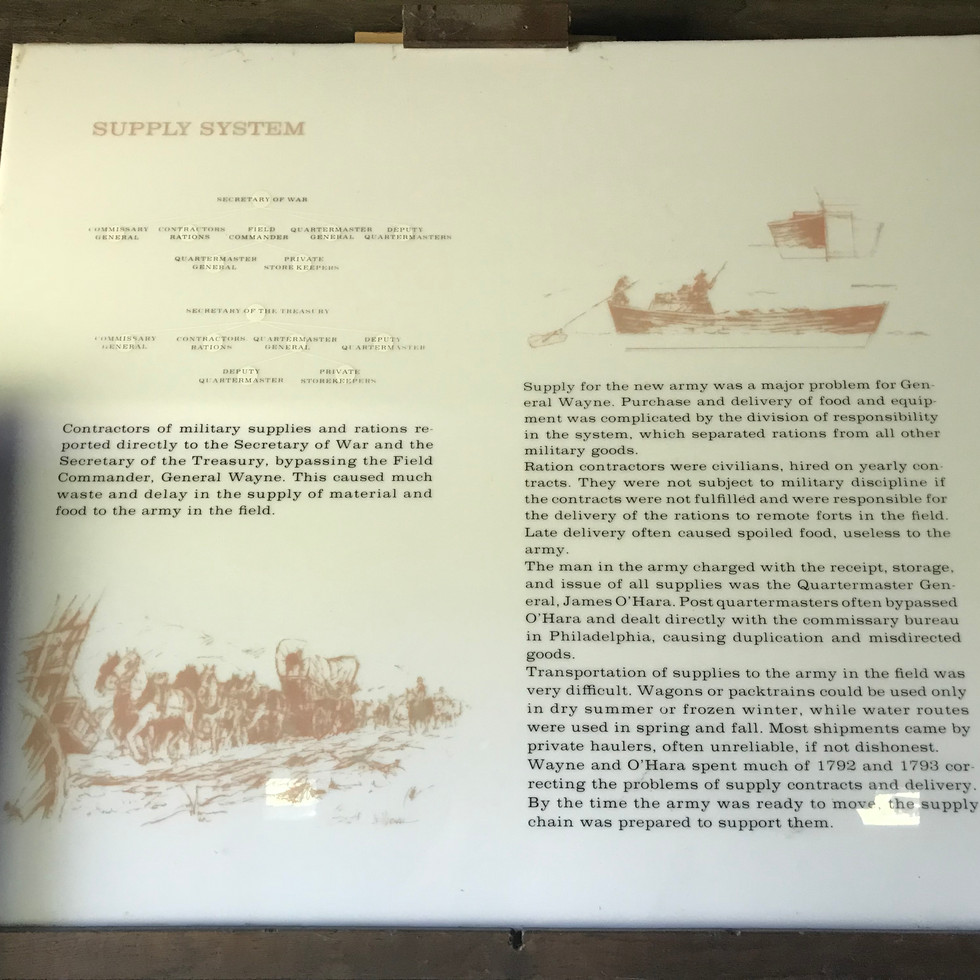 SUPPLY SYSTEM
SECRETARY OF WAR
COMMISSARY CONTRACTORS FIELD QUARTERMASTER DEPUTY
GENERAL RATIONS COMMANDER GENERAL QUARTERMASTERS
QUARTERMASTER PRIVATE
GENERAL STORE KEEPERS
SECRETARY OF THE TREASURY
COMMISSARY CONTRACTORS QUARTERMASTER DEPUTY
GENERAL RATIONS GENERAL QUARTERMASTER
DEPUTY PRIVATE
QUARTERMASTER STOREKEEPERS
Contractors of military supplies and rations re-
ported directly to the Secretary of War and the
Secretary of the Treasury, bypassing the Field
Commander, General Wayne. This caused much
waste and delay in the supply of material and
food to the army in the field.
Supply for the new army was a major problem for Gen-
eral Wayne. Purchase and delivery of food and equip-
ment was complicated by the division of responsibility
in the system, which separated rations from all other
military goods.
Ration contractors were civilians, hired on yearly con-
tracts. They were not subject to military discipline if
the contracts were not fulfilled and were responsible for
the delivery of the rations to remote forts in the field.
Late delivery often caused spoiled food, useless to the
army.
The man in the army charged with the receipt, storage,
and issue of all supplies was the Quartermaster Gen-
eral, James O'Hara. Post quartermasters often bypassed
O'Hara and dealt directly with the commissary bureau
in Philadelphia, causing duplication and misdirected
goods.
Transportation of supplies to the army in the field was
very difficult. Wagons or packtrains could be used only
in dry summer or frozen winter, while water routes
were used in spring and fall. Most shipments came by
private haulers, often unreliable, if not dishonest.
Wayne and O'Hara spent much of 1792 and 1793 cor-
recting the problems of supply contracts and delivery.
By the time the army was ready to move, the supply
chain was prepared to support them.